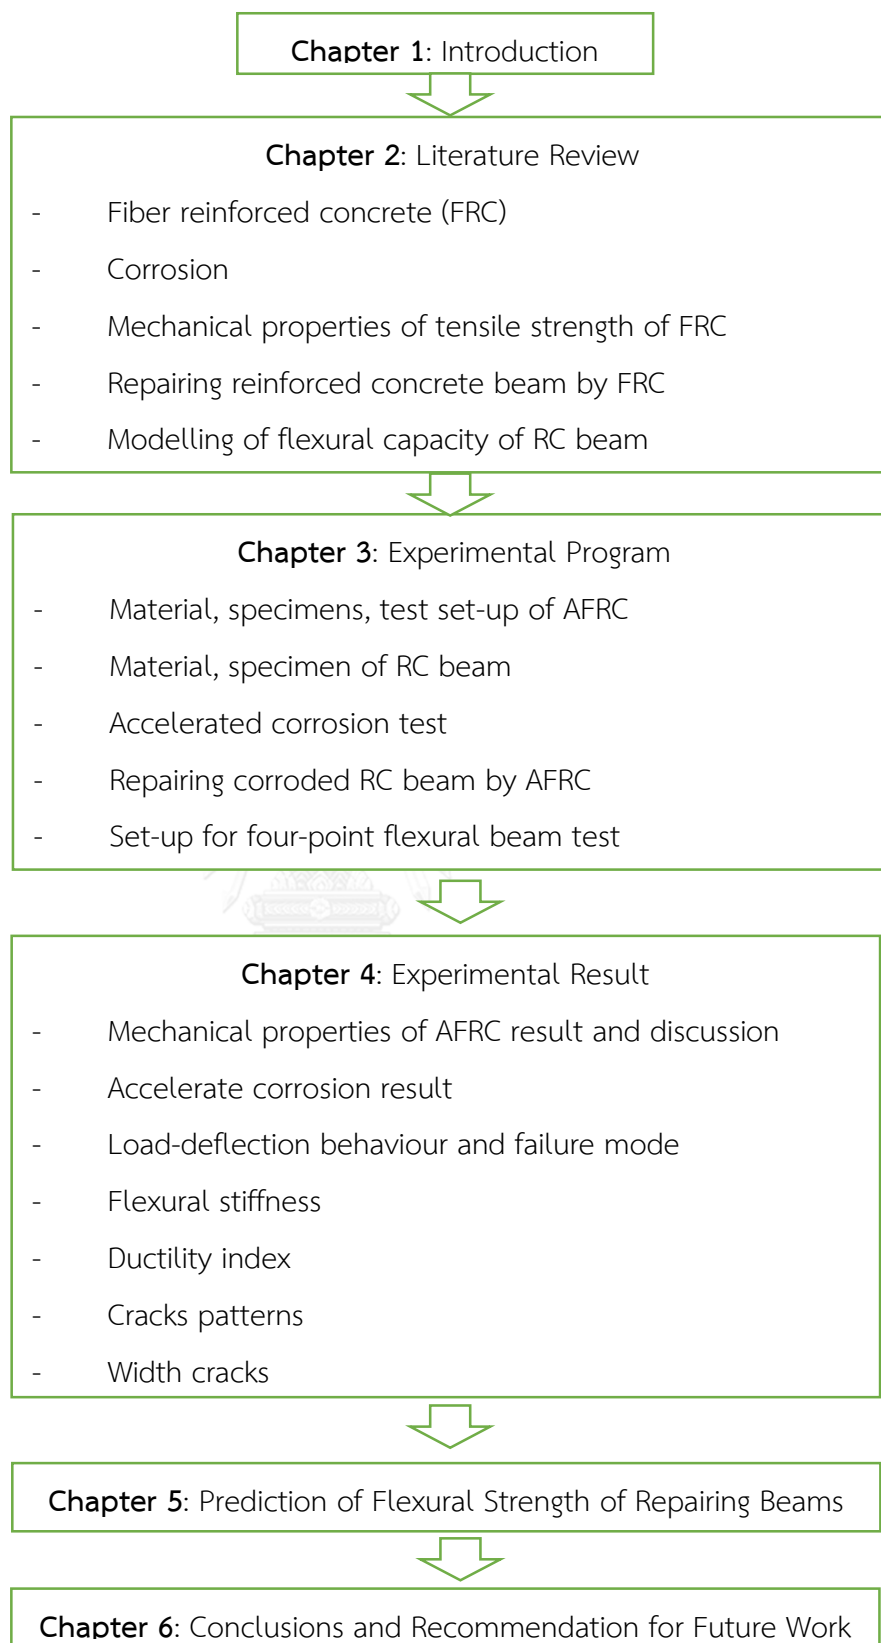 Chapter 1: Introduction
Chapter 2: Literature Review
- Fiber reinforced concrete (FRC)
- Corrosion
- Mechanical properties of tensile strength of FRC
- Repairing reinforced concrete beam by FRC
- Modelling of flexural capacity of RC beam
Chapter 3: Experimental Program
- Material, specimens, test set-up of AFRC
- Material, specimen of RC beam
- Accelerated corrosion test
- Repairing corroded RC beam by AFRC
- Set-up for four-point flexural beam test
Chapter 4: Experimental Result
- Mechanical properties of AFRC result and discussion
- Accelerate corrosion result
- Load-deflection behaviour and failure mode
- Flexural stiffness
- Ductility index
- Cracks patterns
- Width cracks
Chapter 5: Prediction of Flexural Strength of Repairing Beams
Chapter 6: Conclusions and Recommendation for Future Work